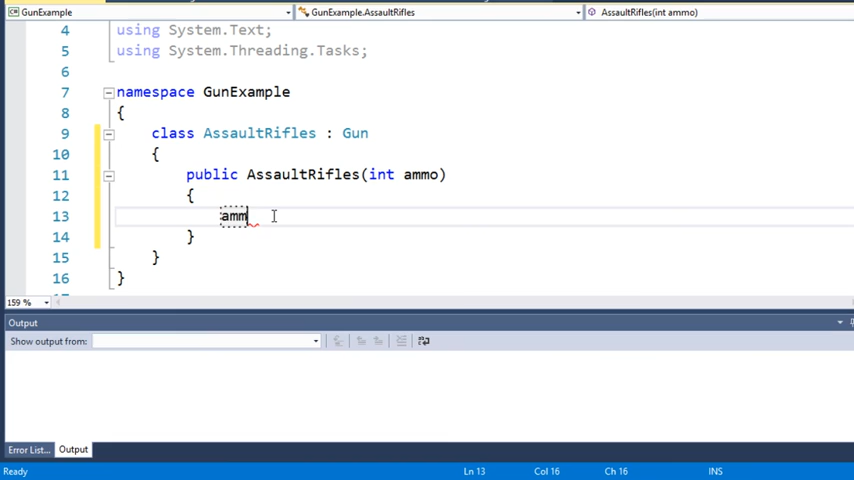 GunExample
GunExample.AssaultRifles
AssaultRifles(int ammo)
4 using System.Text;
5 using System.Threading.Tasks;
6
7 namespace GunExample
8 {
9 class AssaultRifles : Gun
10 {
11 public AssaultRifles(int ammo)
12 {
13 amm
14 }
15 }
16 }
159 %
Output
Show output from:
Error List...
Output
Ready
Ln 13
Col 16
Ch 16
INS